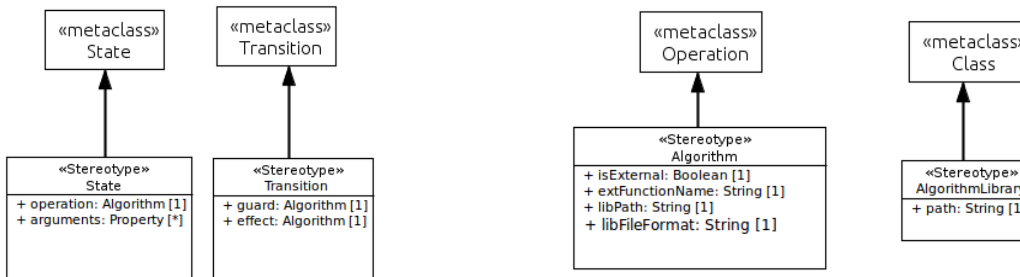 «metaclass»
State
«metaclass»
Transition
«metaclass»
Operation
«metaclass»
Class
«Stereotype»
State
+ operation: Algorithm [1]
+ arguments: Property [*]
«Stereotype»
Transition
+ guard: Algorithm [1]
+ effect: Algorithm [1]
«Stereotype»
Algorithm
+ isExternal: Boolean [1]
+ extFunctionName: String [1]
+ libPath: String [1]
+ libFileFormat: String [1]
«Stereotype»
AlgorithmLibrary
+ path: String [1